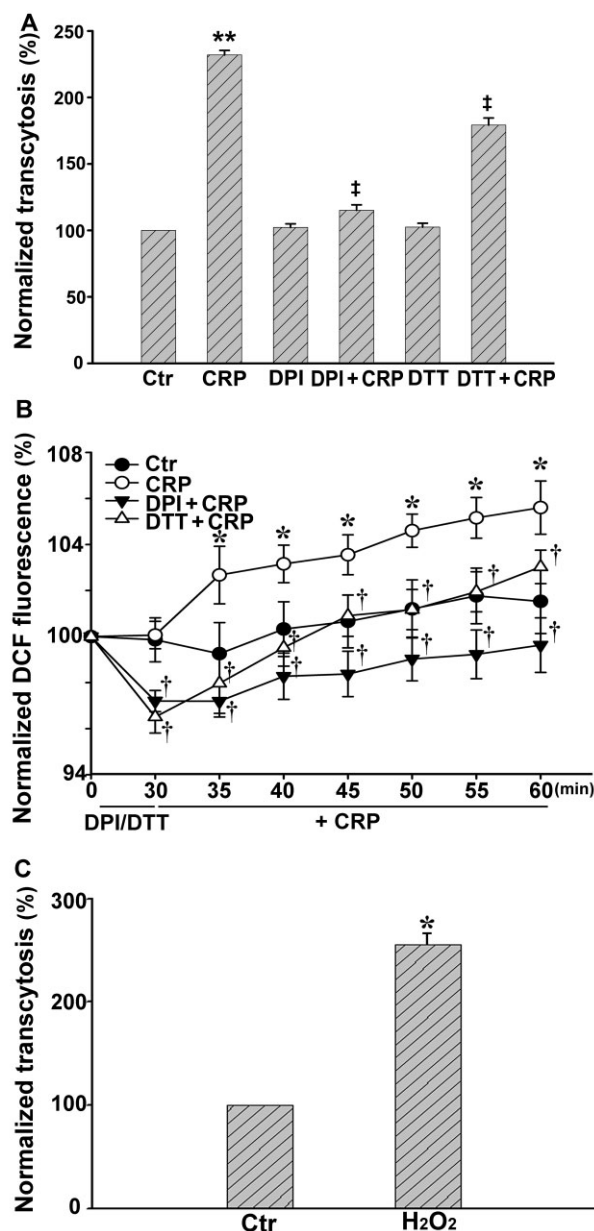 A
Normalized transcytosis (%)
250
200
150
100
50
0
**
‡
‡
Ctr CRP DPI DPI + CRP DTT DTT + CRP
B
Normalized DCF fluorescence (%)
108
104
100
94
Ctr
CRP
DPI + CRP
DTT + CRP
* * * * * * *
† † † † † † †
† † † † † † †
0 30 35 40 45 50 55 60 (min)
DPI/DTT + CRP
C
Normalized transcytosis (%)
300
200
100
0
*
Ctr H₂O₂